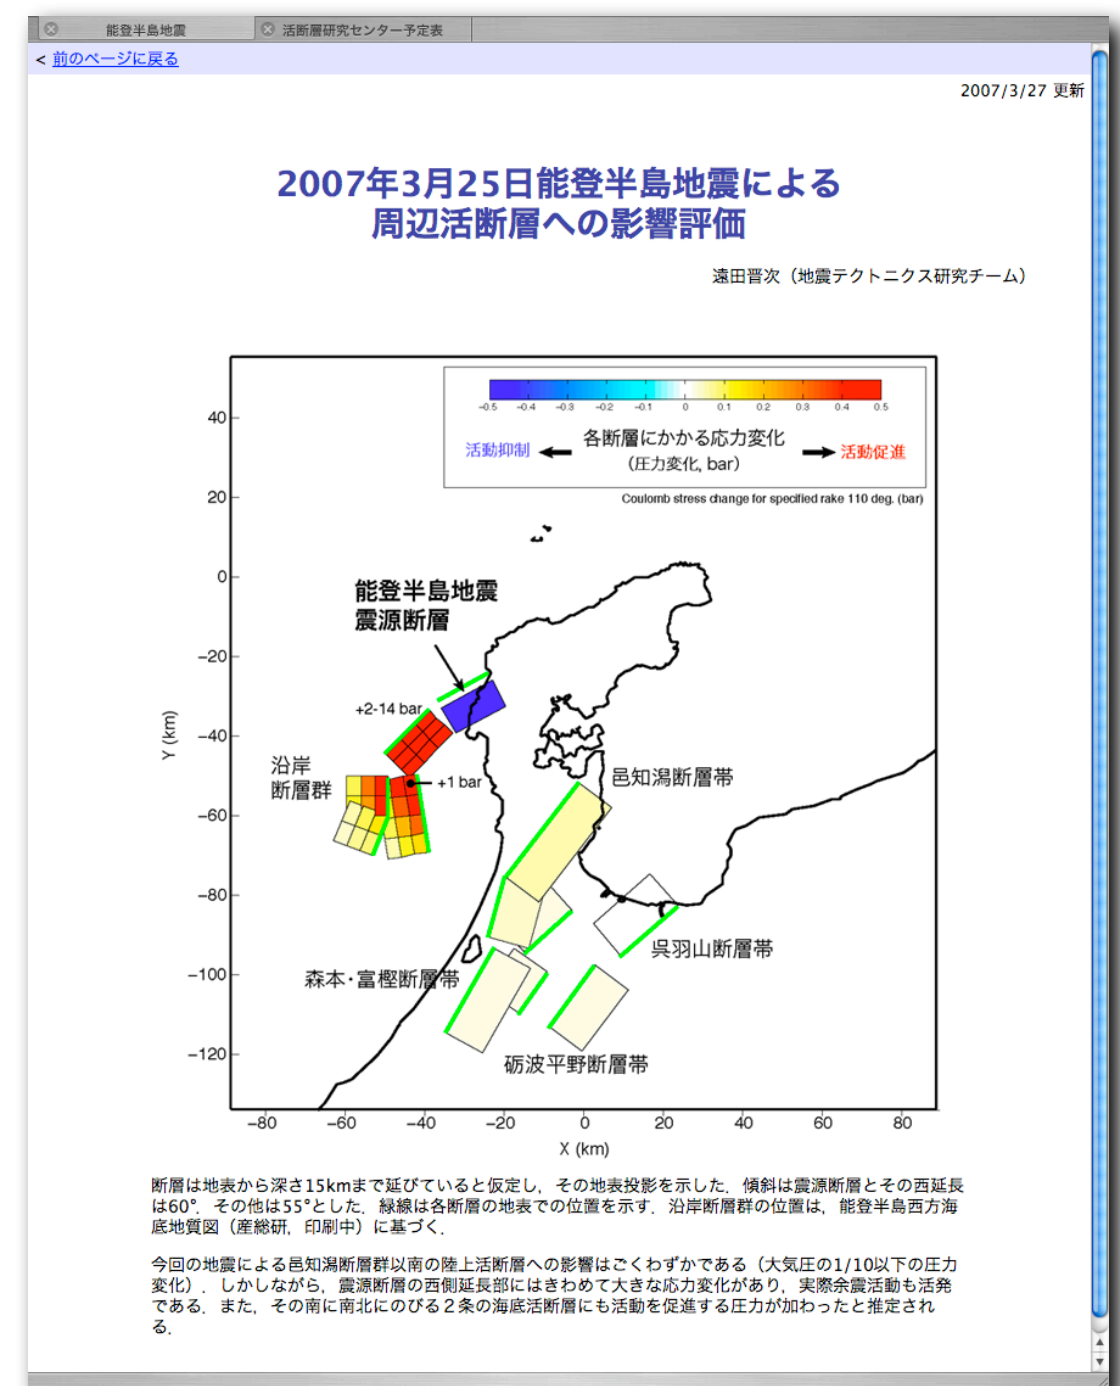 能登半島地震
活断層研究センター予定表
< 前のページに戻る
2007/3/27 更新
2007年3月25日能登半島地震による
周辺活断層への影響評価
遠田晋次（地震テクトニクス研究チーム）
-0.5 -0.4 -0.3 -0.2 -0.1 0 0.1 0.2 0.3 0.4 0.5
活動抑制
各断層にかかる応力変化
（圧力変化, bar）
活動促進
Coulomb stress change for specified rake 110 deg. (bar)
40
20
0
−20
−40
−60
−80
−100
−120
Y (km)
能登半島地震
震源断層
+2-14 bar
沿岸
断層群
+1 bar
邑知潟断層帯
呉羽山断層帯
森本・富樫断層帯
砺波平野断層帯
−80 −60 −40 −20 0 20 40 60 80
X (km)
断層は地表から深さ15kmまで延びていると仮定し，その地表投影を示した．傾斜は震源断層とその西延長
は60°．その他は55°とした．緑線は各断層の地表での位置を示す．沿岸断層群の位置は，能登半島西方海
底地質図（産総研，印刷中）に基づく．
今回の地震による邑知潟断層群以南の陸上活断層への影響はごくわずかである（大気圧の1/10以下の圧力
変化）．しかしながら，震源断層の西側延長部にはきわめて大きな応力変化があり，実際余震活動も活発
である．また，その南に南北にのびる２条の海底活断層にも活動を促進する圧力が加わったと推定され
る．